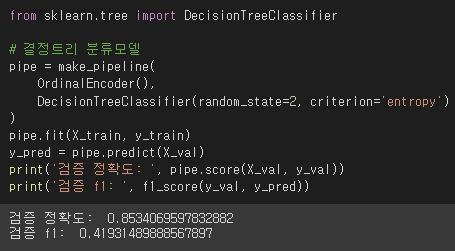 from sklearn.tree import DecisionTreeClassifier
# 결정트리 분류모델
pipe = make_pipeline(
    OrdinalEncoder(),
    DecisionTreeClassifier(random_state=2, criterion='entropy')
)
pipe.fit(X_train, y_train)
y_pred = pipe.predict(X_val)
print('검증 정확도: ', pipe.score(X_val, y_val))
print('검증 f1: ', f1_score(y_val, y_pred))
검증 정확도:  0.8534069597832882
검증 f1:  0.41931489888567897